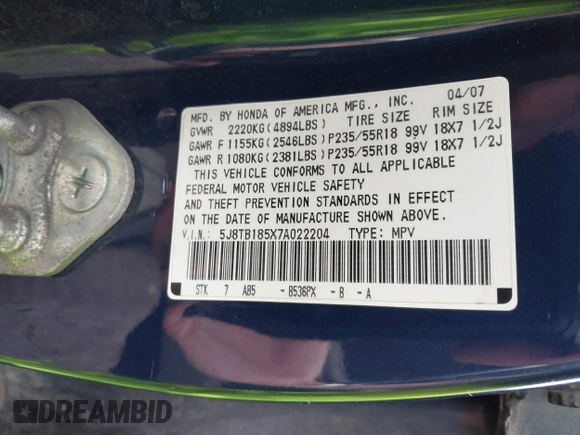 MFD. BY HONDA OF AMERICA MFG., INC. 04/07
GVWR 2220KG(4894LBS) TIRE SIZE RIM SIZE
GAWR F 1155KG(2546LBS) P235/55R18 99V 18X7 1/2J
GAWR R 1080KG(2381LBS) P235/55R18 99V 18X7 1/2J
THIS VEHICLE CONFORMS TO ALL APPLICABLE
FEDERAL MOTOR VEHICLE SAFETY
AND THEFT PREVENTION STANDARDS IN EFFECT
ON THE DATE OF MANUFACTURE SHOWN ABOVE.
V.I.N.: 5J8TB185X7A022204 TYPE: MPV
STK 7 AB5 -B536PX -B -A
DREAMBID